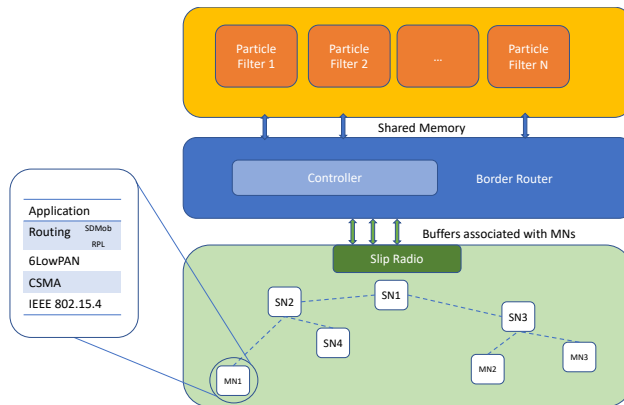 Particle
Filter 1
Particle
Filter 2
...
Particle
Filter N
Shared Memory
Controller
Border Router
Buffers associated with MNs
Slip Radio
Application
Routing SDMob
RPL
6LowPAN
CSMA
IEEE 802.15.4
SN1
SN2
SN3
SN4
MN1
MN2
MN3